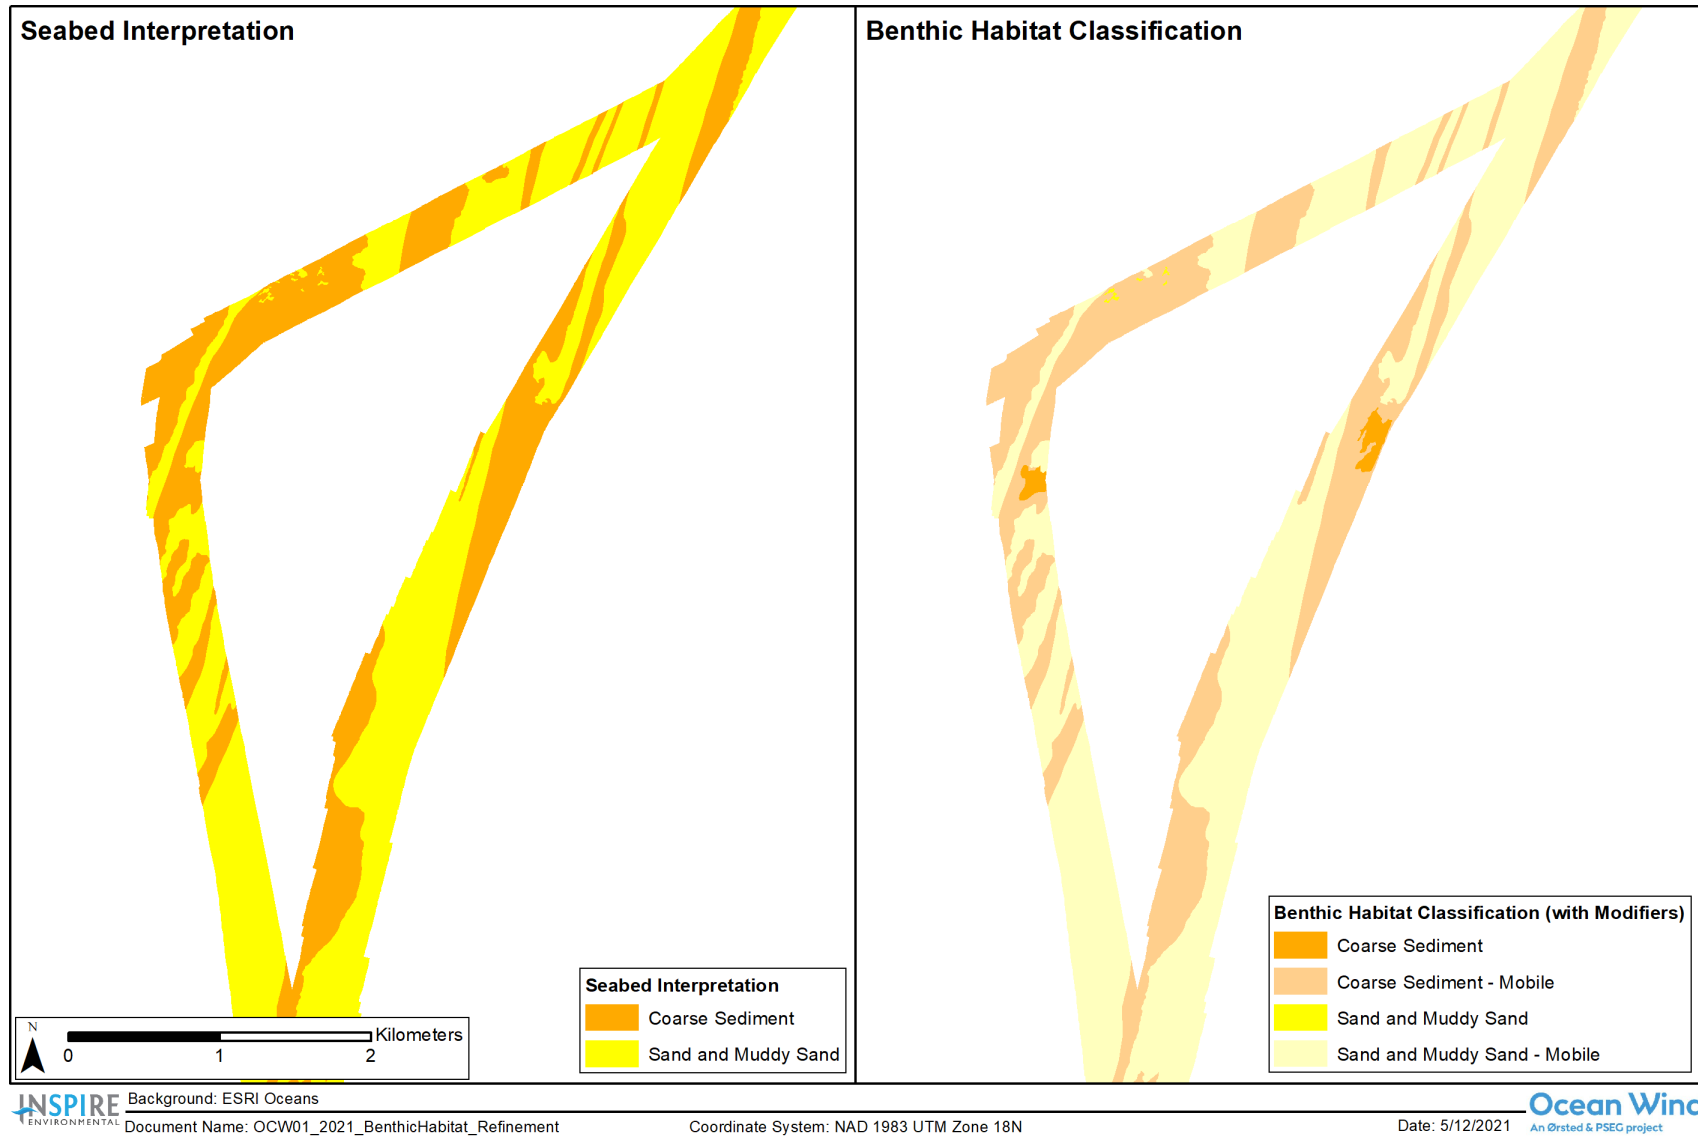 Seabed Interpretation
Benthic Habitat Classification
Seabed Interpretation
Coarse Sediment
Sand and Muddy Sand
N
Kilometers
0 1 2
Benthic Habitat Classification (with Modifiers)
Coarse Sediment
Coarse Sediment - Mobile
Sand and Muddy Sand
Sand and Muddy Sand - Mobile
INSPIRE
ENVIRONMENTAL
Background: ESRI Oceans
Document Name: OCW01_2021_BenthicHabitat_Refinement
Coordinate System: NAD 1983 UTM Zone 18N
Date: 5/12/2021
Ocean Wind
An Ørsted & PSEG project